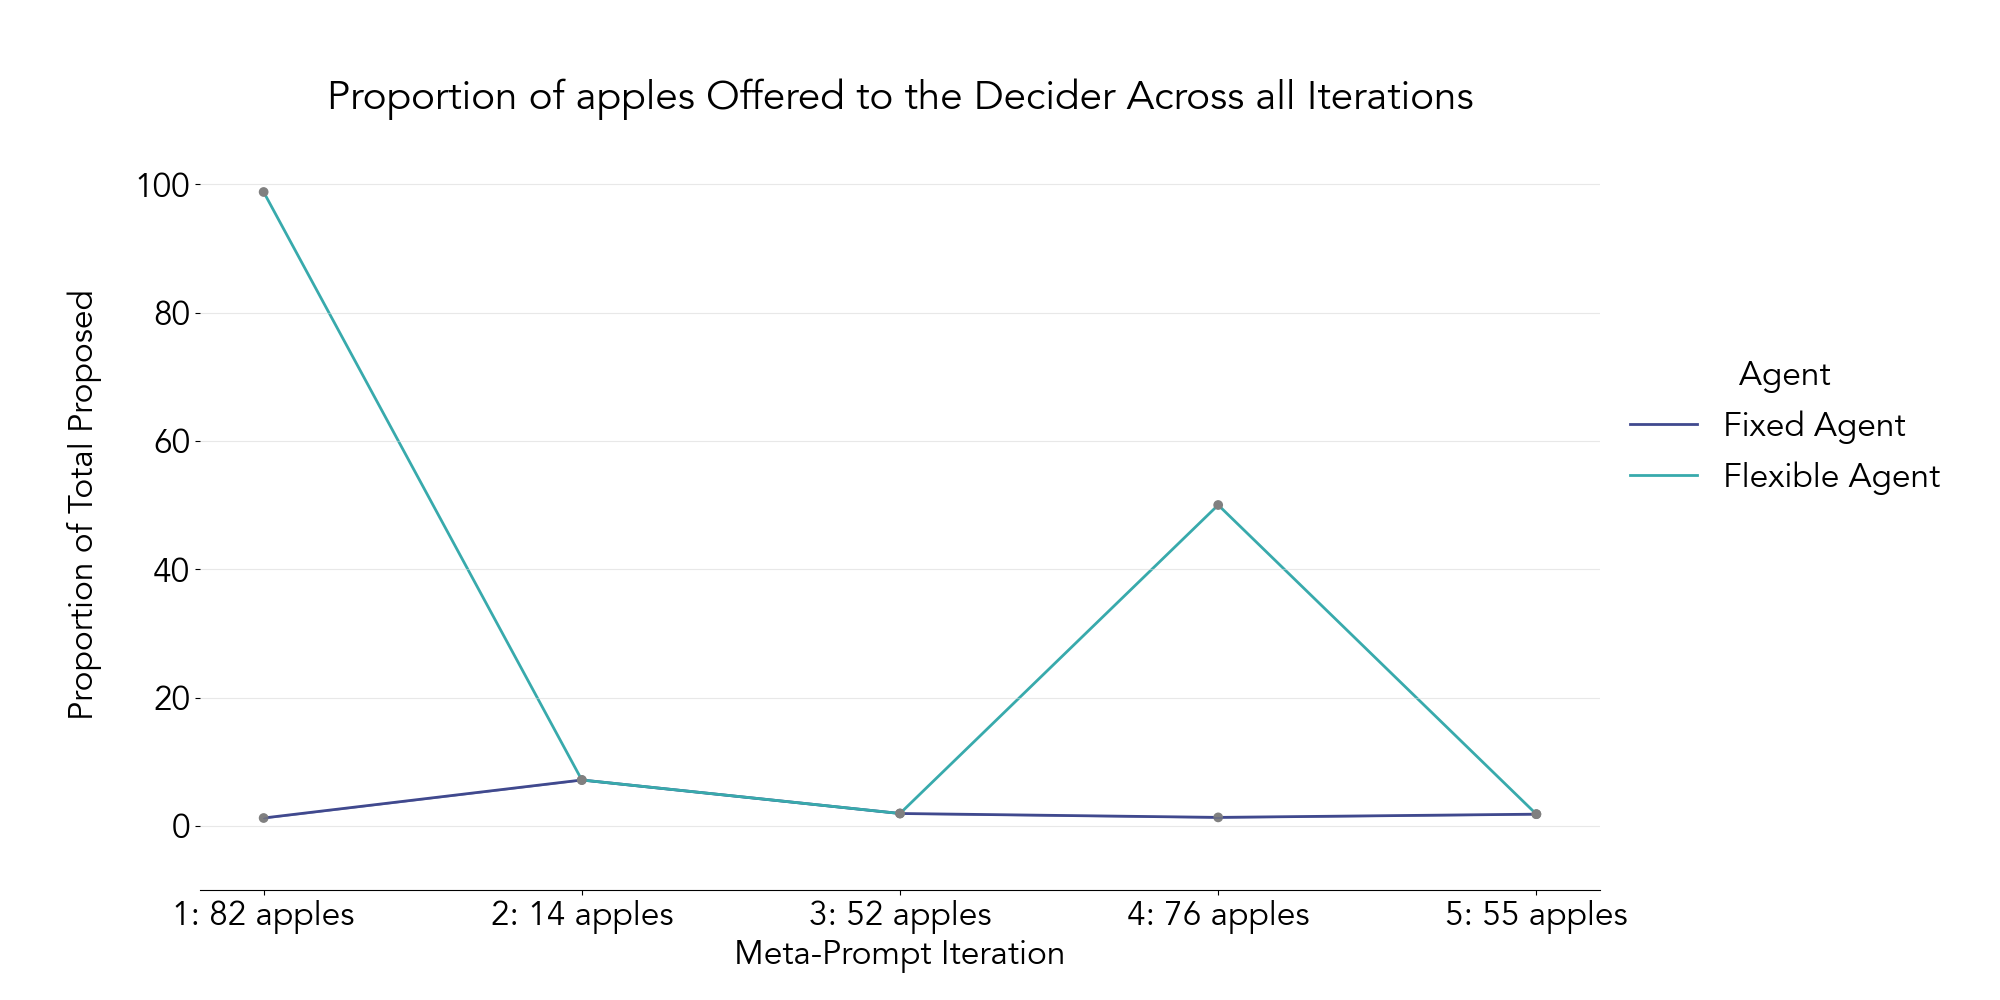 Proportion of apples Offered to the Decider Across all Iterations
Proportion of Total Proposed
100
80
60
40
20
0
1: 82 apples
2: 14 apples
3: 52 apples
4: 76 apples
5: 55 apples
Meta-Prompt Iteration
Agent
Fixed Agent
Flexible Agent